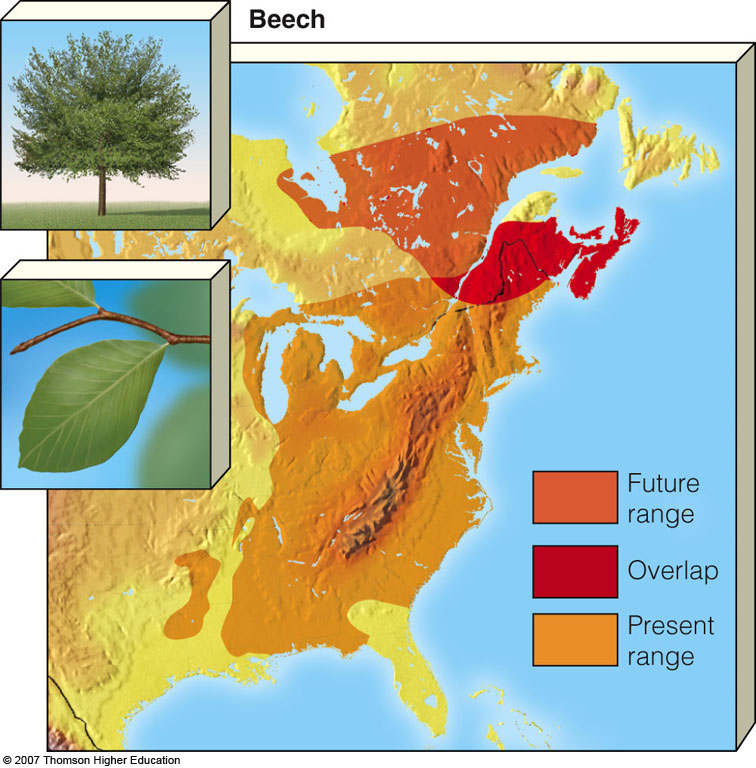 Beech
Future
range
Overlap
Present
range
© 2007 Thomson Higher Education